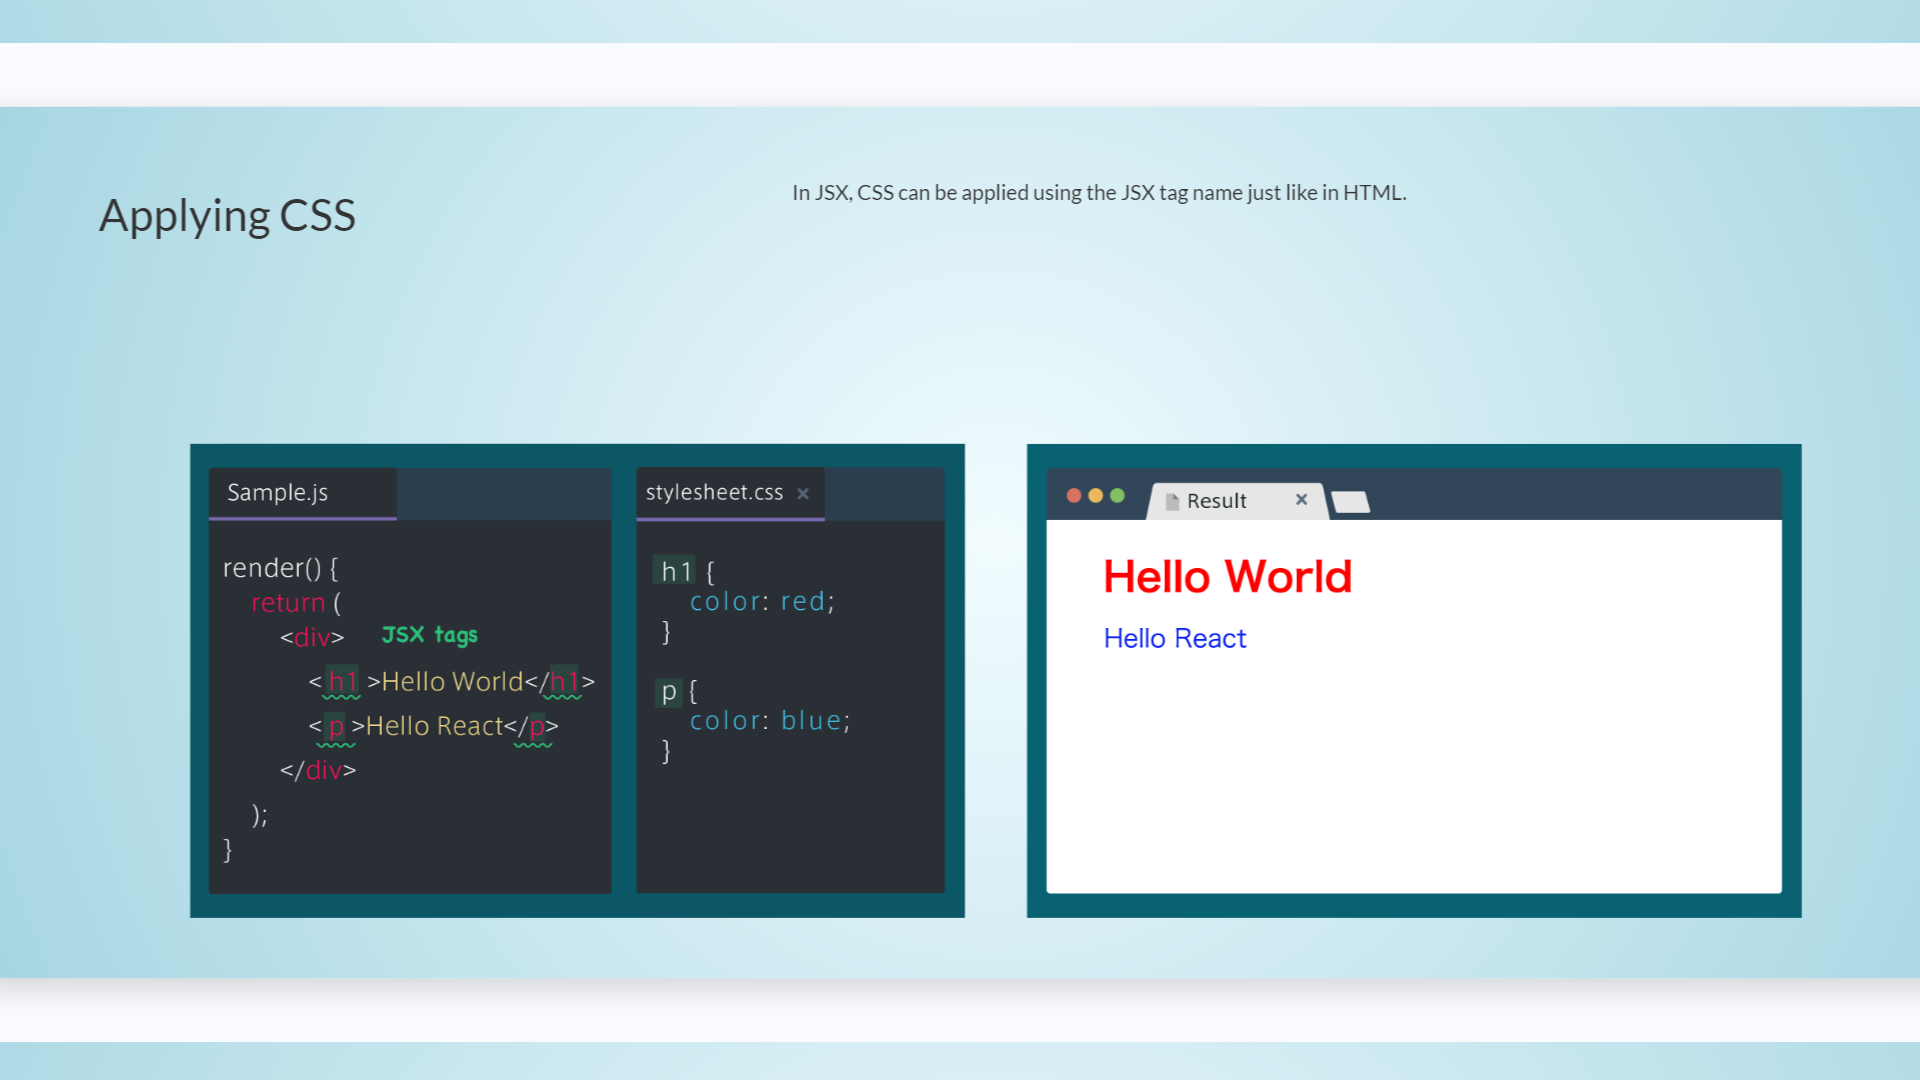 Applying CSS
In JSX, CSS can be applied using the JSX tag name just like in HTML.
Sample.js
render() {
return (
<div>
JSX tags
<h1 >Hello World</h1>
<p >Hello React</p>
</div>
);
}
stylesheet.css ×
h1 {
color: red;
}
p {
color: blue;
}
Result ×
Hello World
Hello React